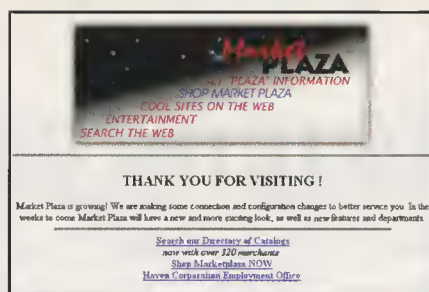 Market
PLAZA
"PLAZA" INFORMATION
SHOP MARKET PLAZA
COOL SITES ON THE WEB
ENTERTAINMENT
SEARCH THE WEB
THANK YOU FOR VISITING !
Market Plaza is growing! We are making some connection and configuration changes to better service you. In the
weeks to come Market Plaza will have a new and more exciting look, as well as new features and departments.
Search our Directory of Catalogs
now with over 320 merchants
Shop Marketplaza NOW
Haven Corporation Employment Office